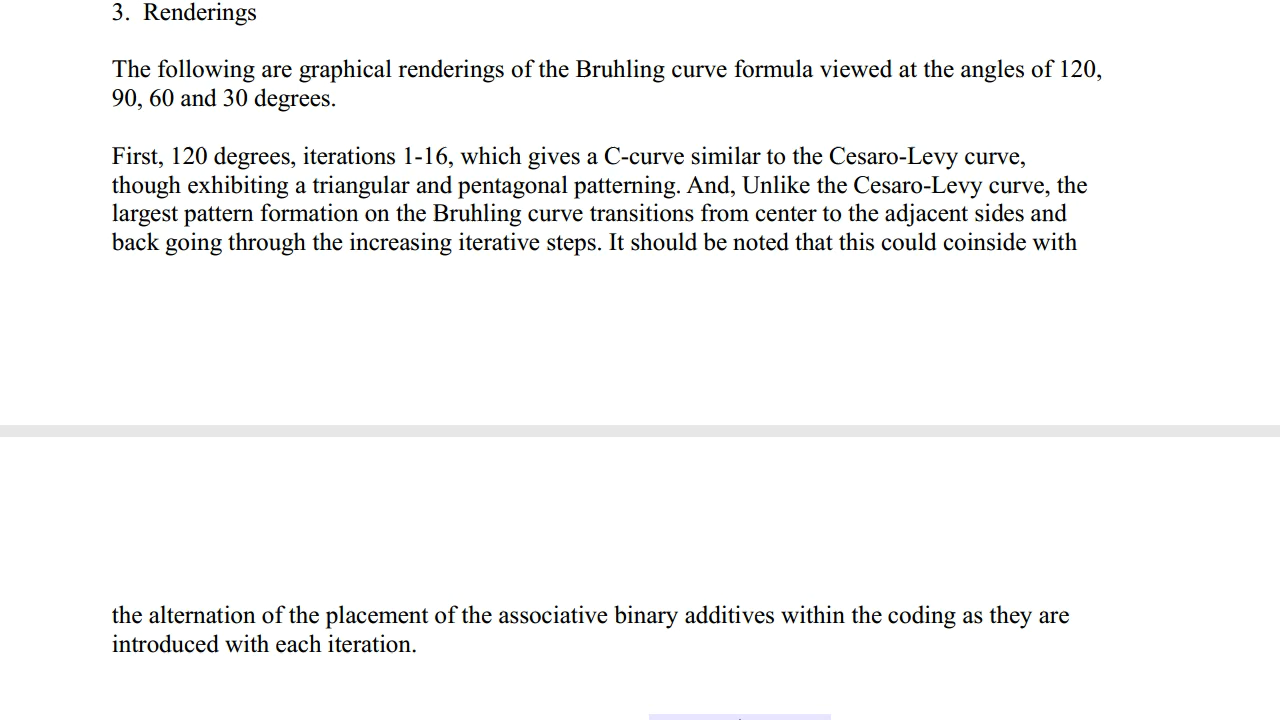 3. Renderings
The following are graphical renderings of the Bruhling curve formula viewed at the angles of 120,
90, 60 and 30 degrees.
First, 120 degrees, iterations 1-16, which gives a C-curve similar to the Cesaro-Levy curve,
though exhibiting a triangular and pentagonal patterning. And, Unlike the Cesaro-Levy curve, the
largest pattern formation on the Bruhling curve transitions from center to the adjacent sides and
back going through the increasing iterative steps. It should be noted that this could coinside with
the alternation of the placement of the associative binary additives within the coding as they are
introduced with each iteration.